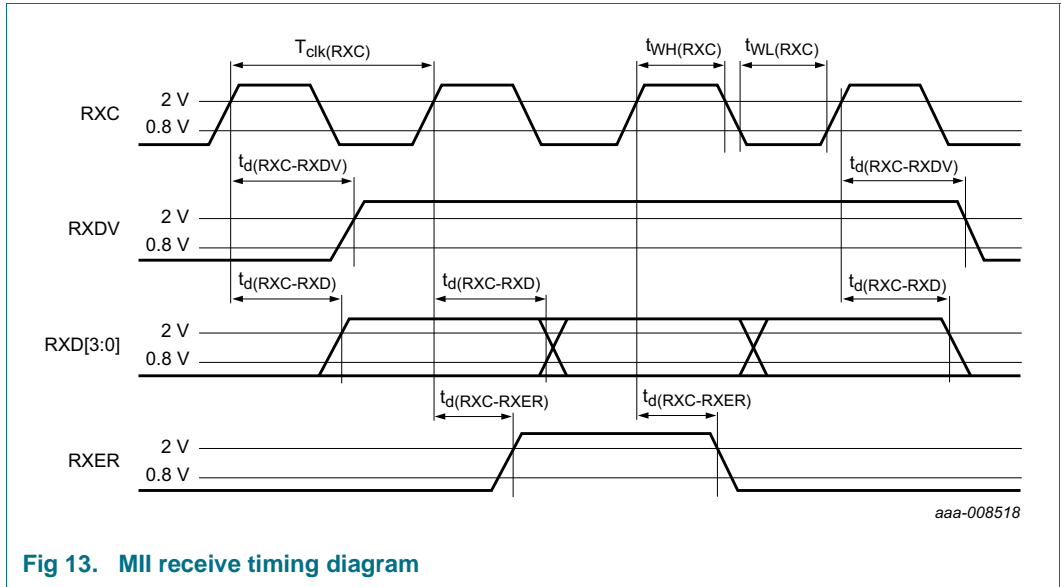 Tclk(RXC)
tWH(RXC) tWL(RXC)
RXC
2 V
0.8 V
td(RXC-RXDV) td(RXC-RXDV)
RXDV
2 V
0.8 V
td(RXC-RXD) td(RXC-RXD) td(RXC-RXD)
RXD[3:0]
2 V
0.8 V
td(RXC-RXER) td(RXC-RXER)
RXER
2 V
0.8 V
aaa-008518
Fig 13. MII receive timing diagram